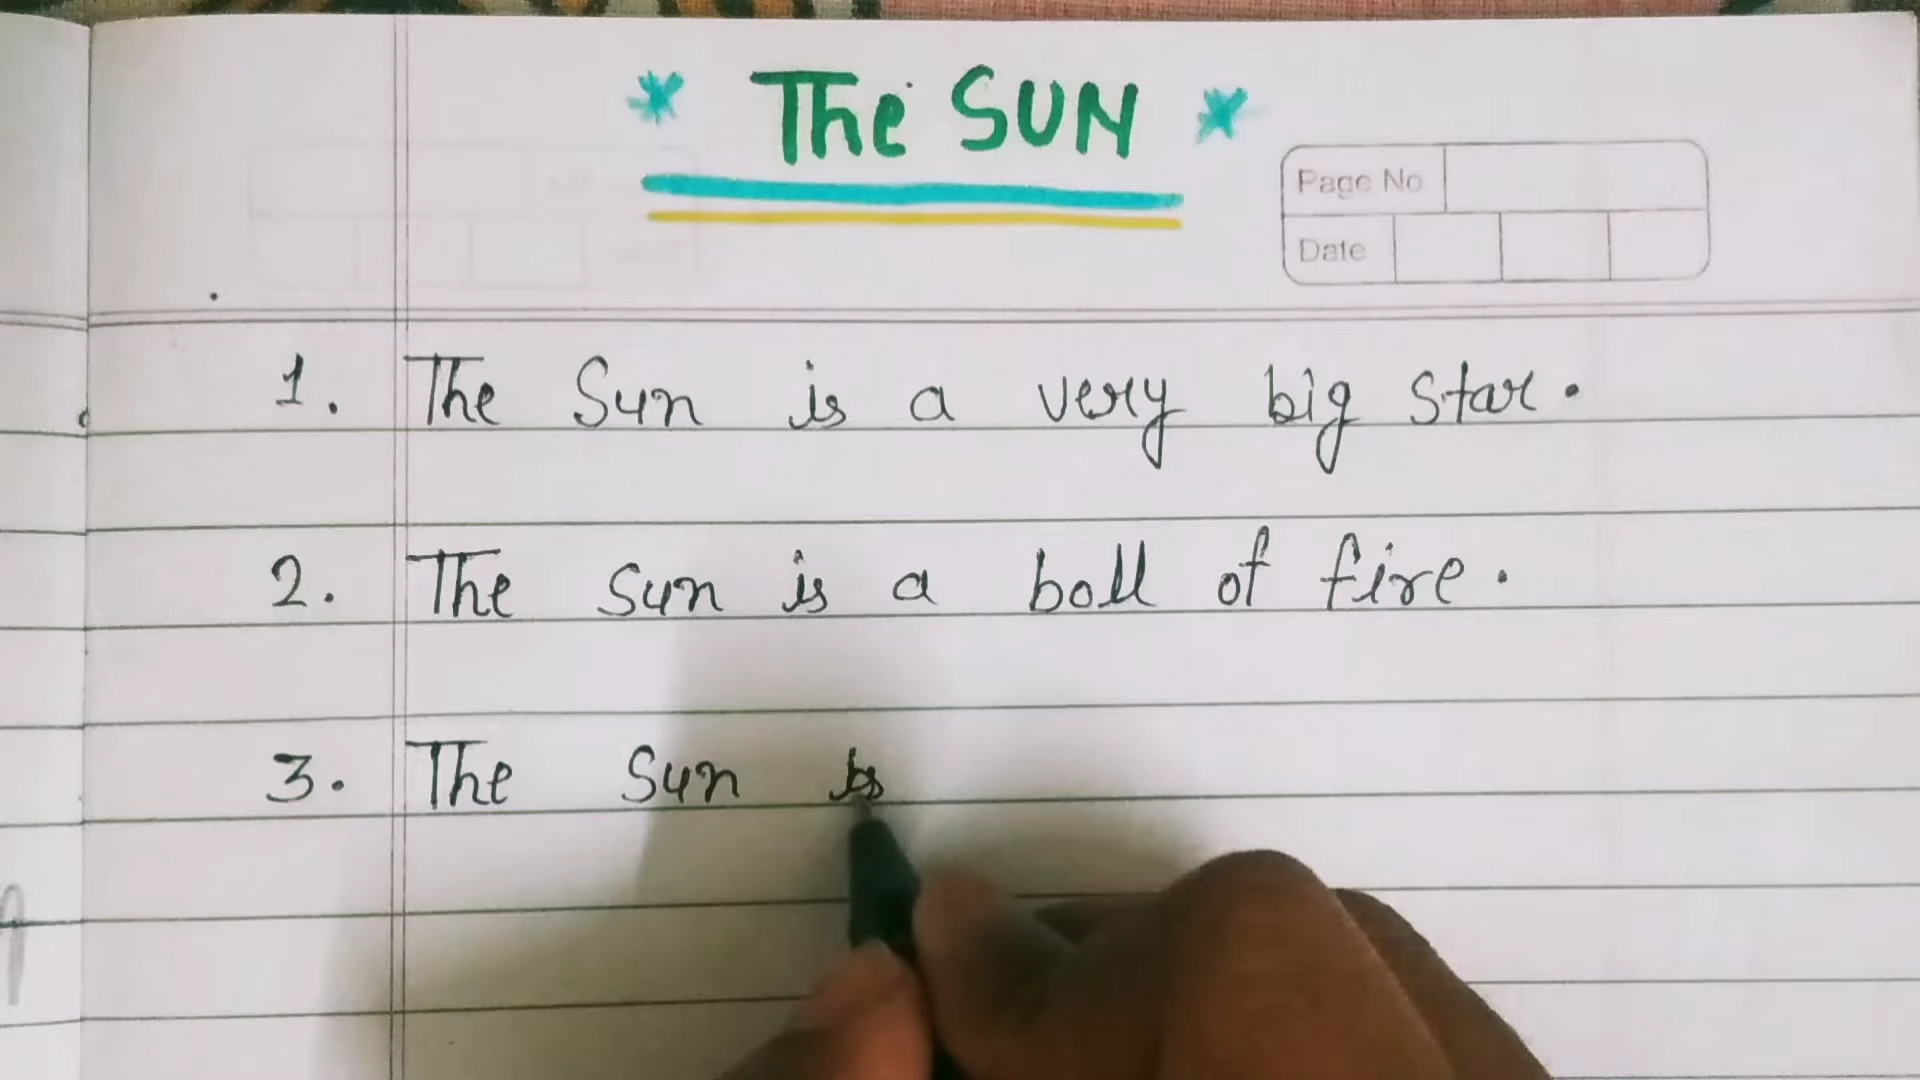 * The SUN *
Page No
Date
1. The Sun is a very big star.
2. The Sun is a ball of fire.
3. The Sun is